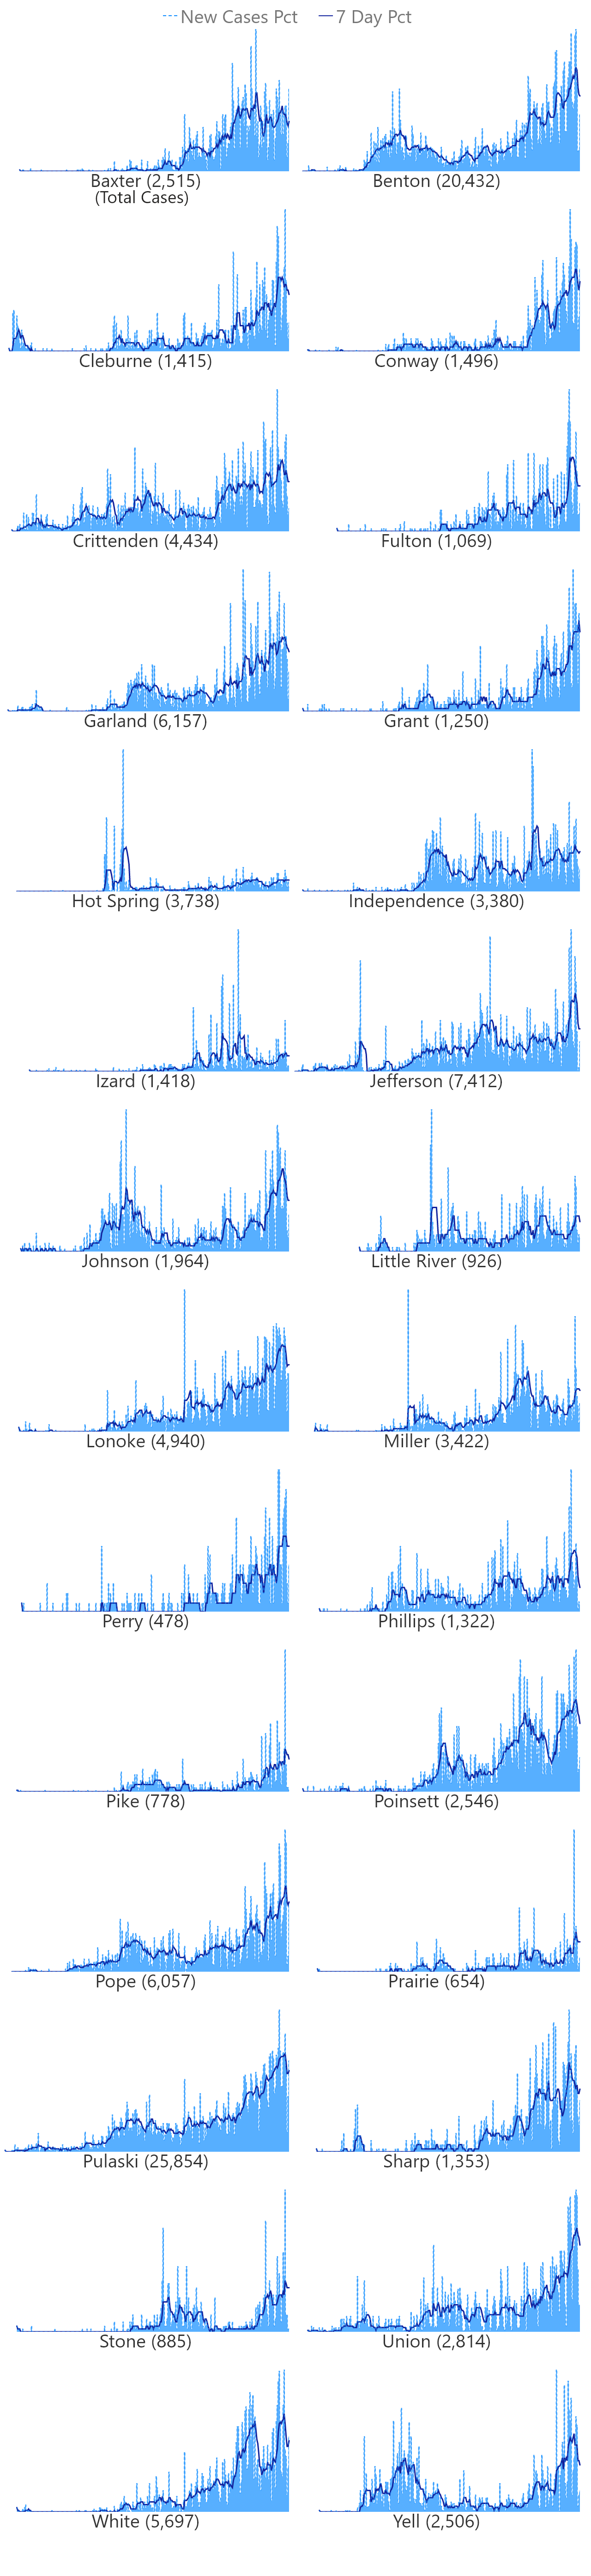 New Cases Pct 7 Day Pct
Baxter (2,515) Benton (20,432)
(Total Cases)
Cleburne (1,415) Conway (1,496)
Crittenden (4,434) Fulton (1,069)
Garland (6,157) Grant (1,250)
Hot Spring (3,738) Independence (3,380)
Izard (1,418) Jefferson (7,412)
Johnson (1,964) Little River (926)
Lonoke (4,940) Miller (3,422)
Perry (478) Phillips (1,322)
Pike (778) Poinsett (2,546)
Pope (6,057) Prairie (654)
Pulaski (25,854) Sharp (1,353)
Stone (885) Union (2,814)
White (5,697) Yell (2,506)